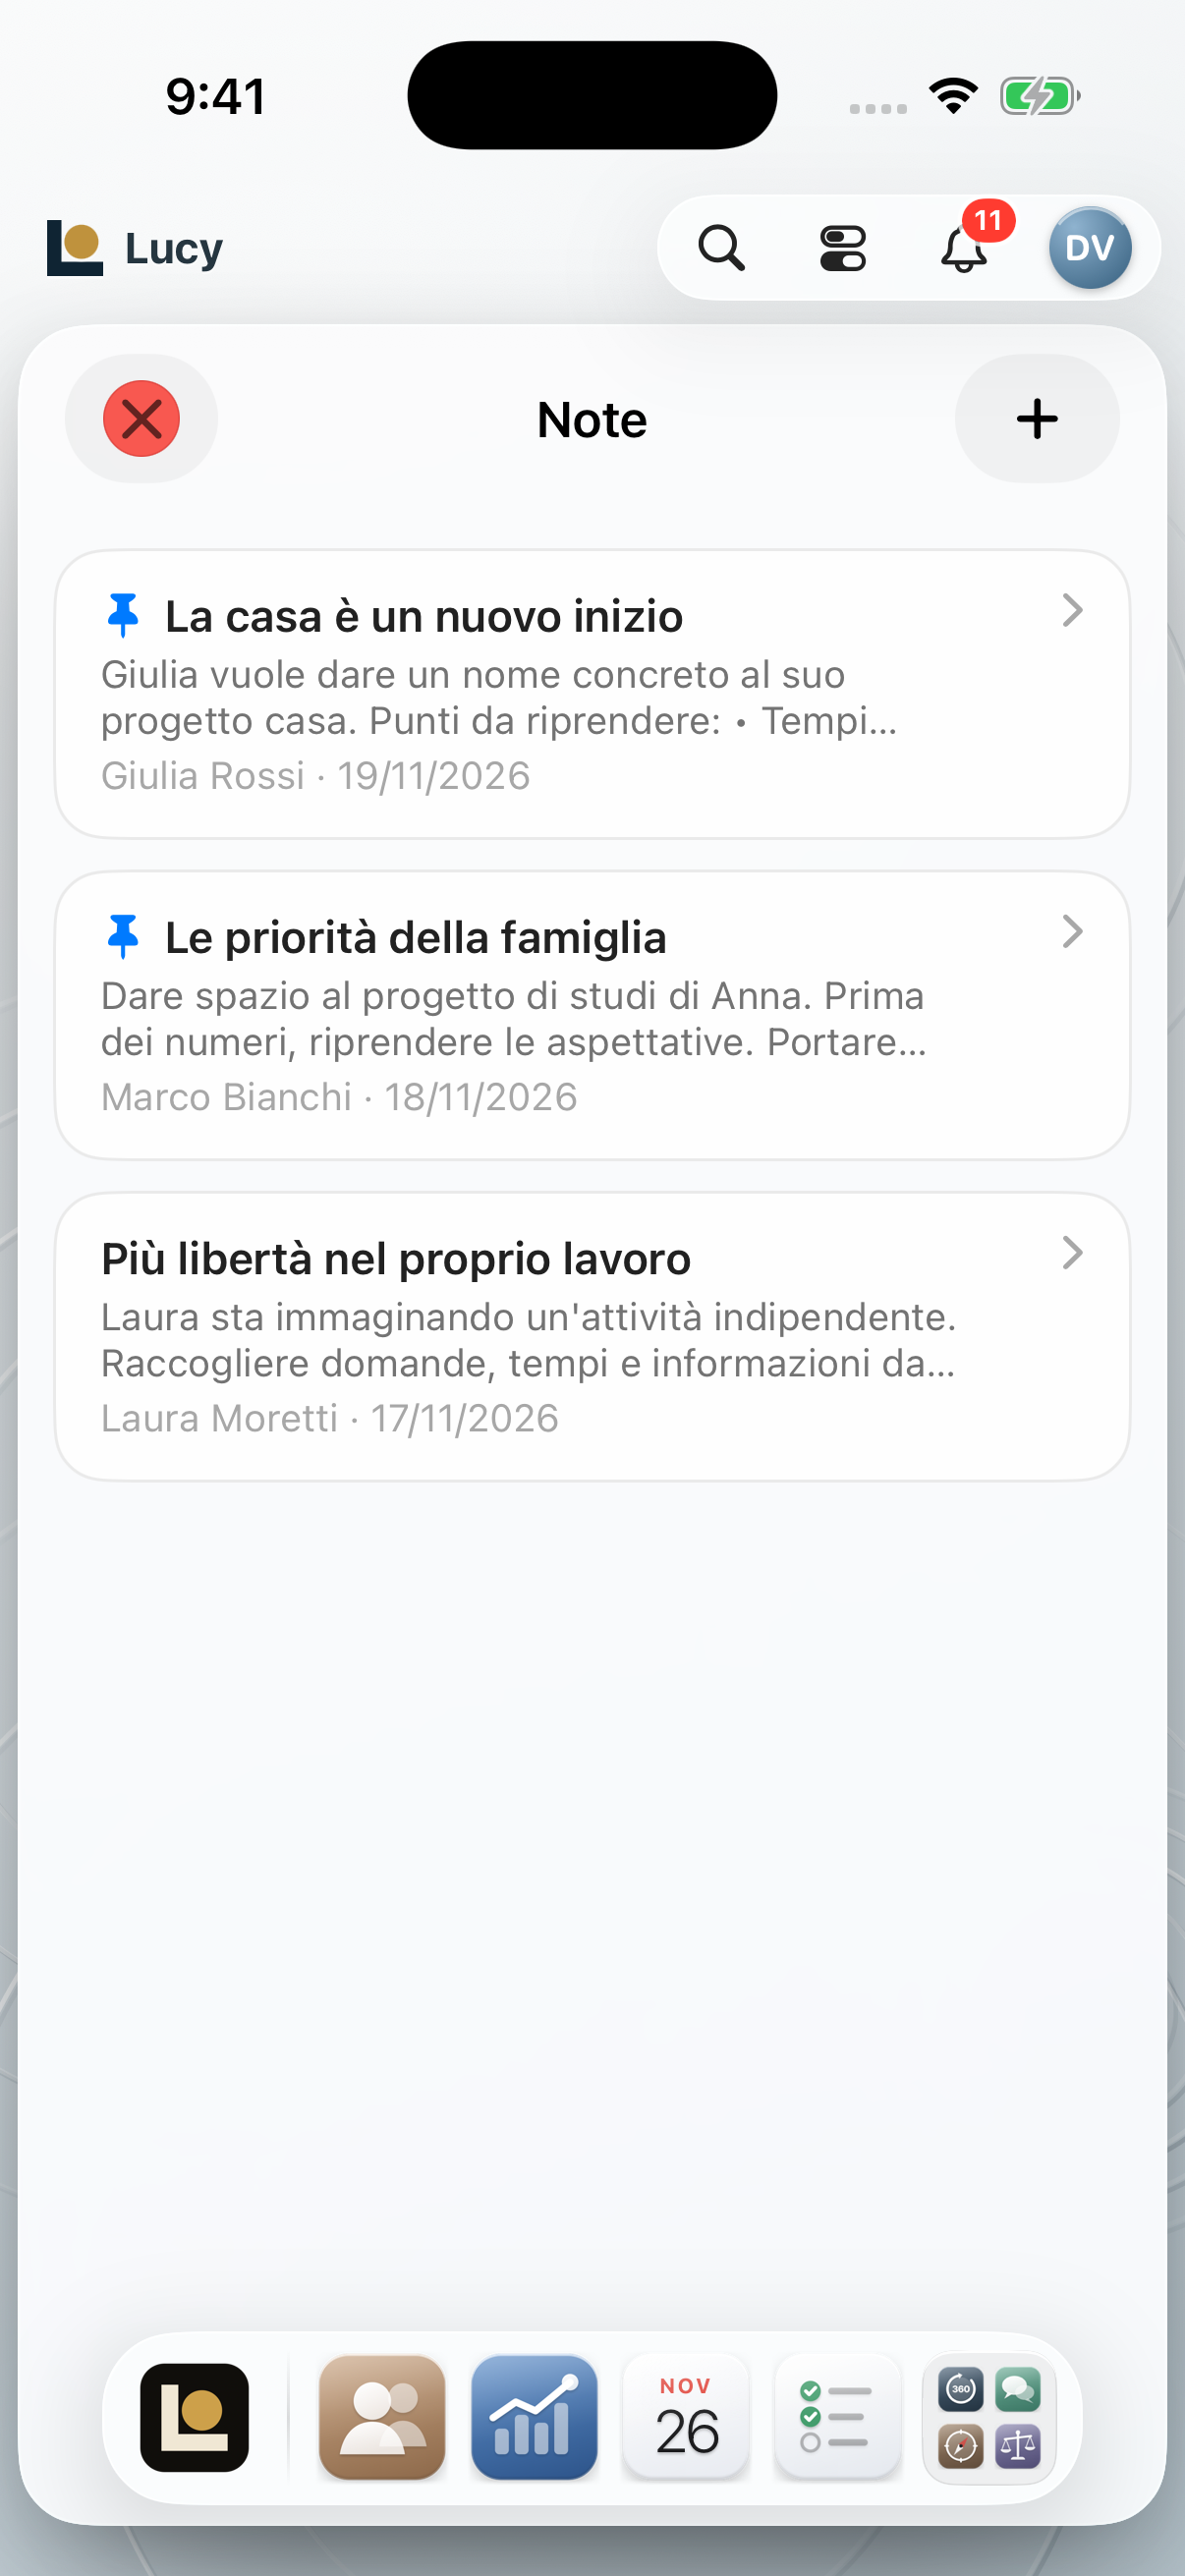 9:41
Lucy
11
DV
Note
La casa è un nuovo inizio
Giulia vuole dare un nome concreto al suo
progetto casa. Punti da riprendere: • Tempi...
Giulia Rossi · 19/11/2026
Le priorità della famiglia
Dare spazio al progetto di studi di Anna. Prima
dei numeri, riprendere le aspettative. Portare...
Marco Bianchi · 18/11/2026
Più libertà nel proprio lavoro
Laura sta immaginando un'attività indipendente.
Raccogliere domande, tempi e informazioni da...
Laura Moretti · 17/11/2026
NOV
26
360